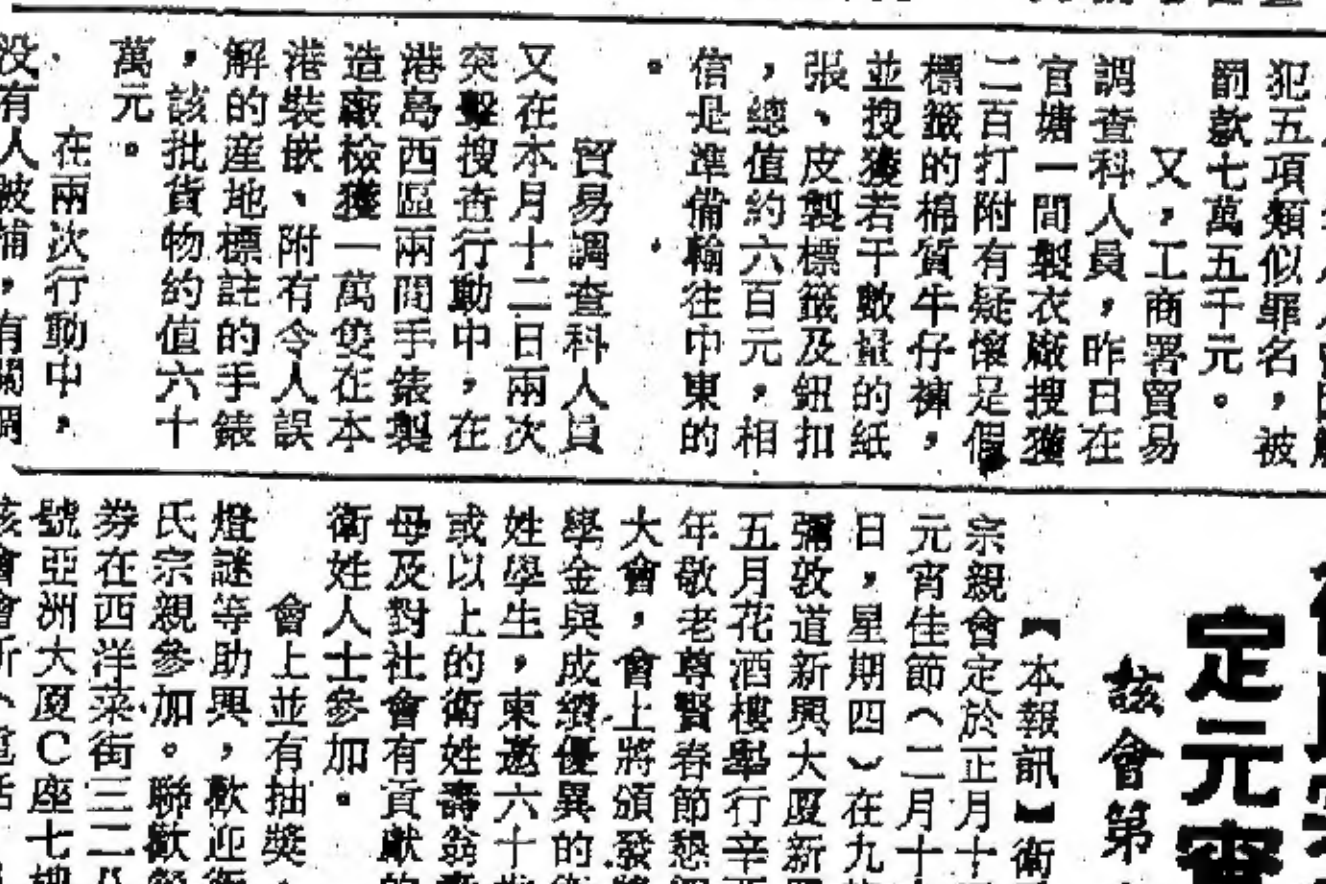 犯五項類似罪名，被
罰款七萬五千元。
又，工商署貿易
調查科人員，昨日在
官塘一間製衣廠搜獲
二百打附有疑懷是假
標籤的棉質牛仔褲，
並搜獲若干數量的紙
張、皮製標籤及鈕扣
，總值約六百元，相
信是準備輸往中東的
。
貿易調查科人員
又在本月十二日兩次
突擊搜查行動中，在
港島西區兩間手錶製
造廠檢獲一萬隻在本
港裝嵌、附有令人誤
解的產地標註的手錶
，該批貨物約值六十
萬元。
在兩次行動中，
没有人被捕，有關調
定元宵
該會第
【本報訊】衛
宗親會定於正月十
元宵佳節（二月十
日，星期四）在九
彌敦道新興大廈新
五月花酒樓舉行辛
年敬老尊賢春節懇
大會，會上將頒發
學金與成績優異的
姓學生，東邀六十
或以上的衛姓壽翁
母及對社會有貢獻的
衛姓人士參加。
會上並有抽獎、
燈謎等助興，歡迎
氏宗親參加。聯歡
券在西洋菜街三二八
號亞洲大廈C座七
該會會所（電話